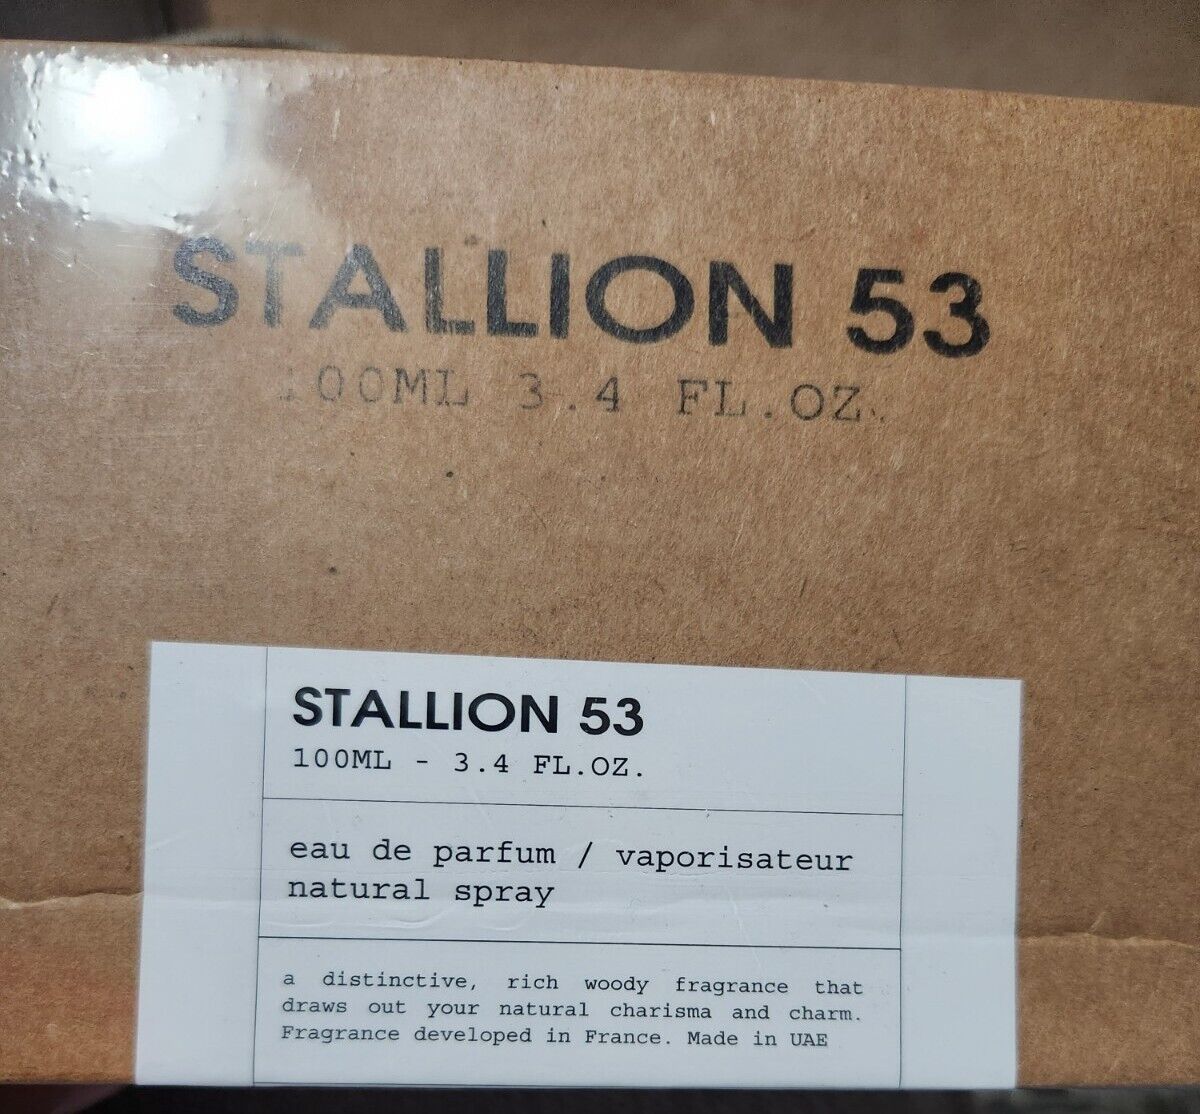 STALLION 53
100ML 3.4 FL.OZ.
STALLION 53
100ML - 3.4 FL.OZ.
eau de parfum / vaporisateur
natural spray
a distinctive, rich woody fragrance that
draws out your natural charisma and charm.
Fragrance developed in France. Made in UAE